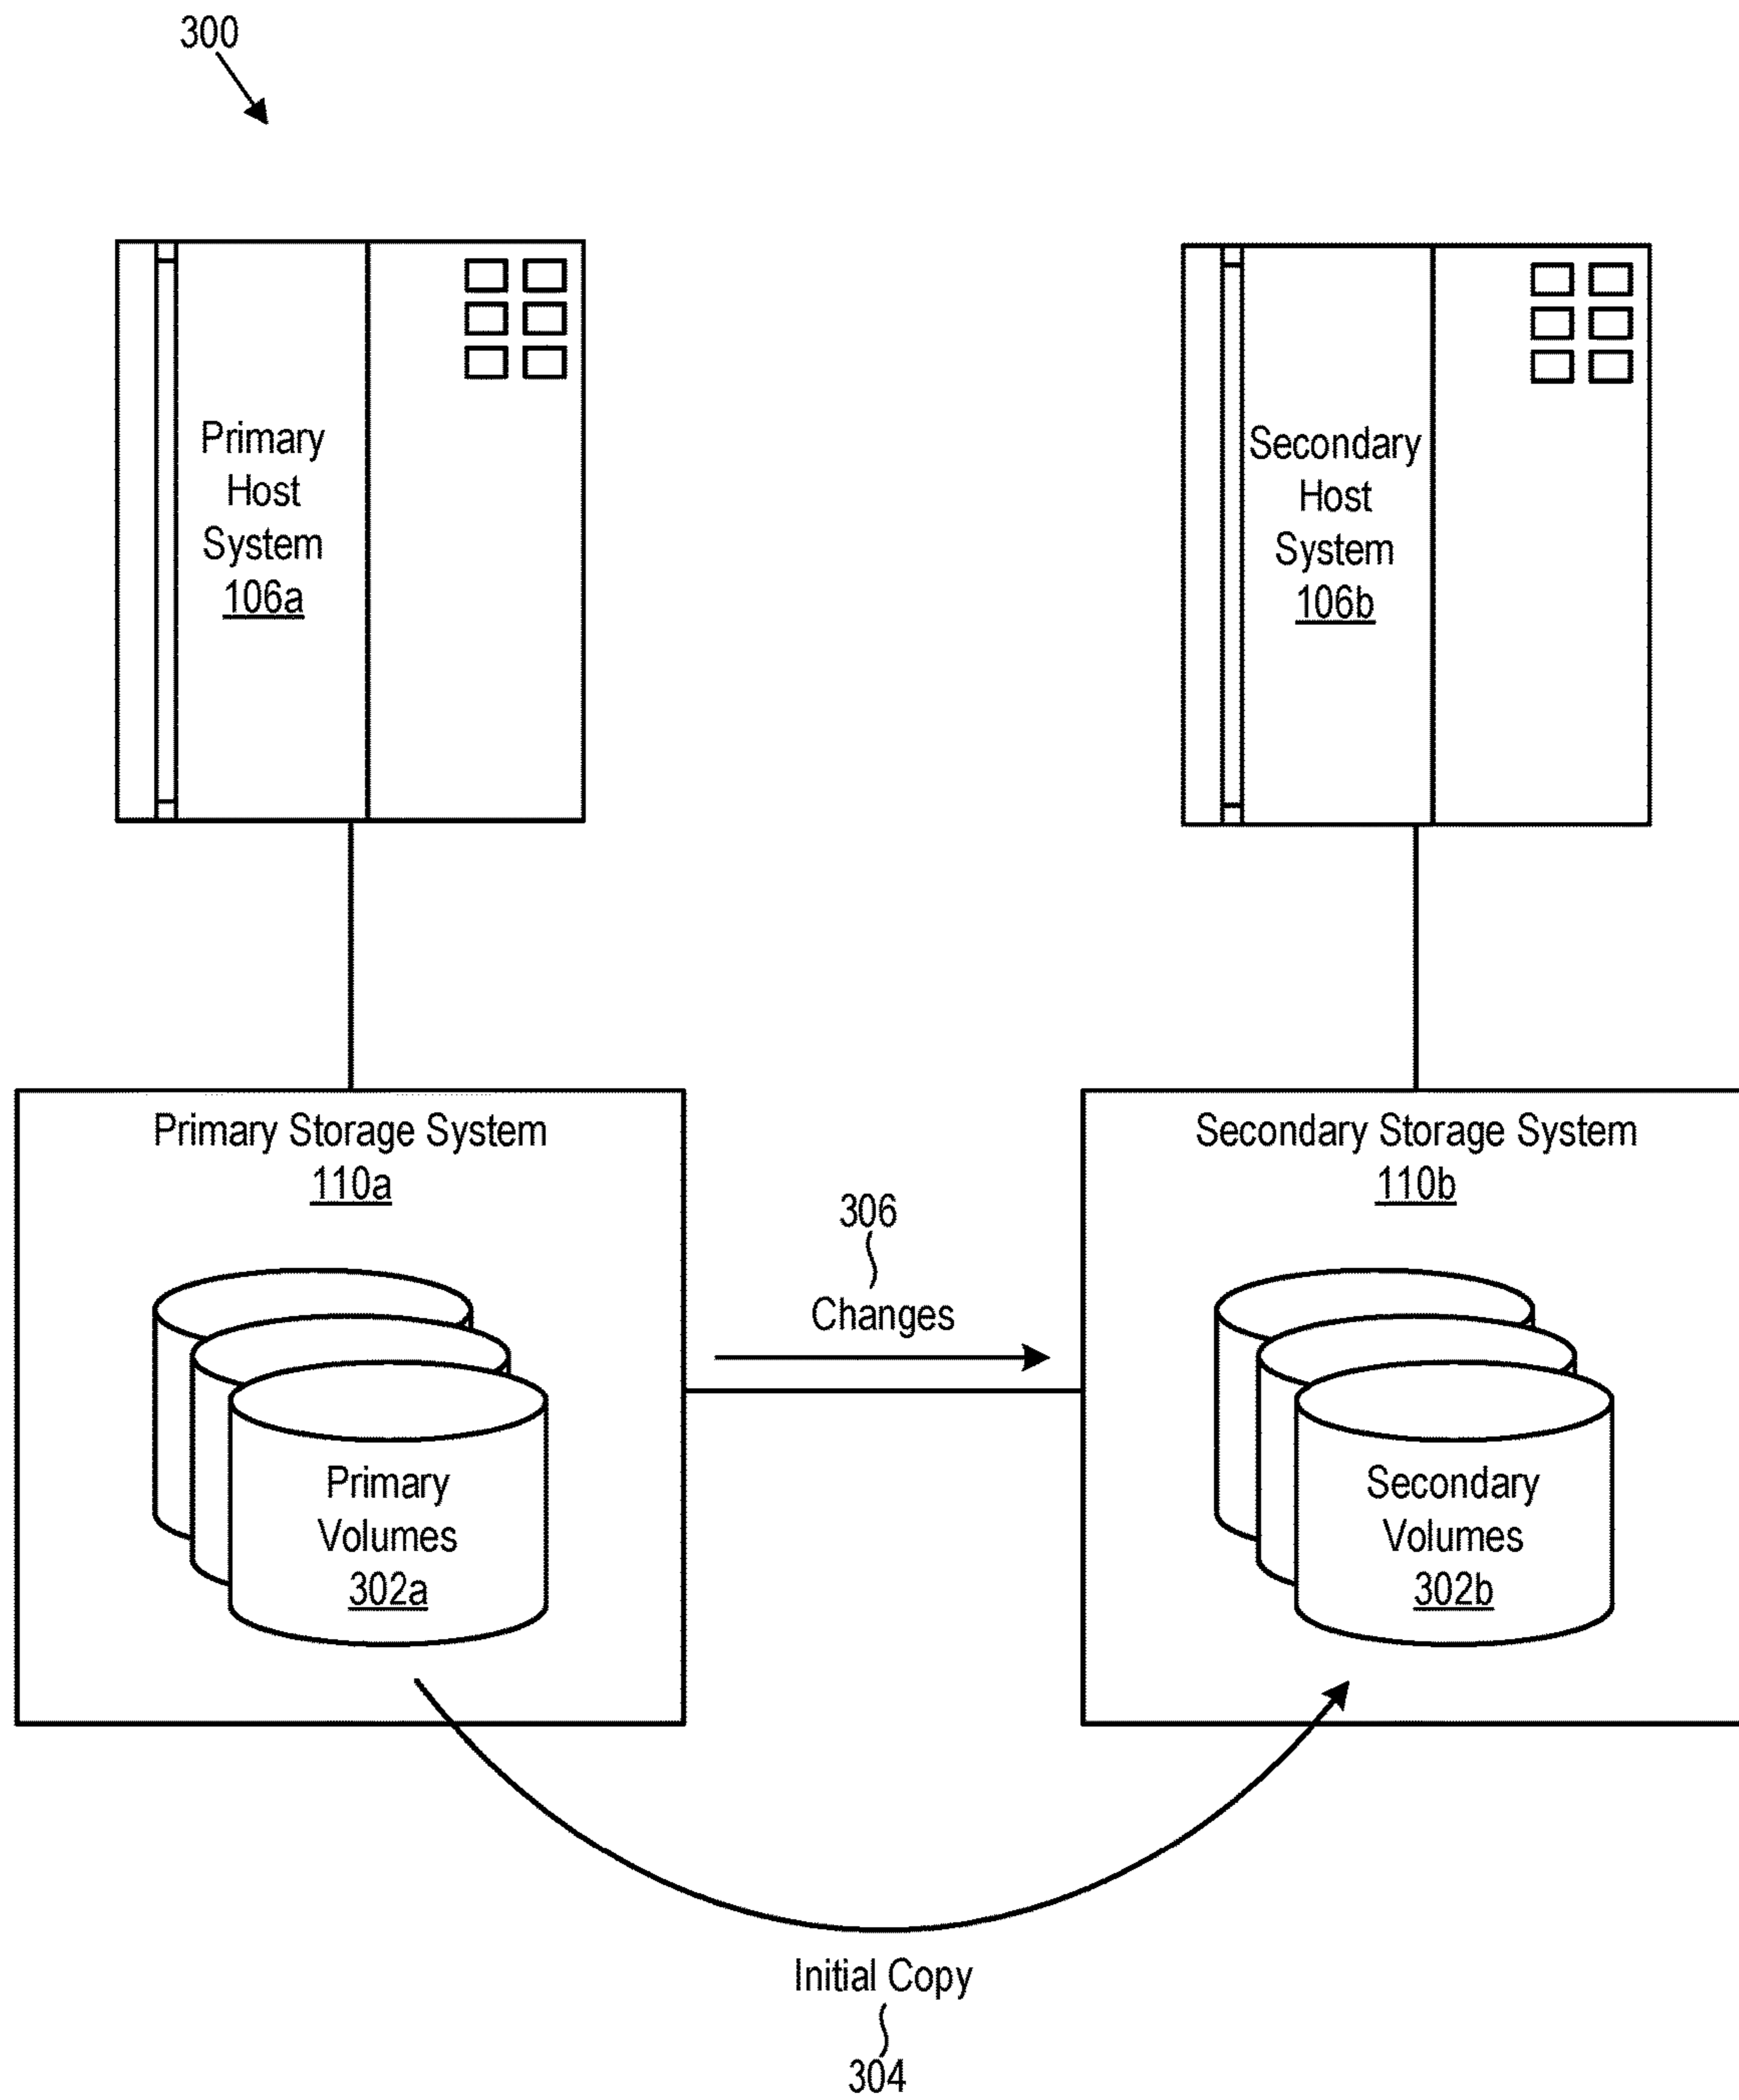 300
Primary
Host
System
106a
Secondary
Host
System
106b
Primary Storage System
110a
Secondary Storage System
110b
306
Changes
Primary
Volumes
302a
Secondary
Volumes
302b
Initial Copy
304